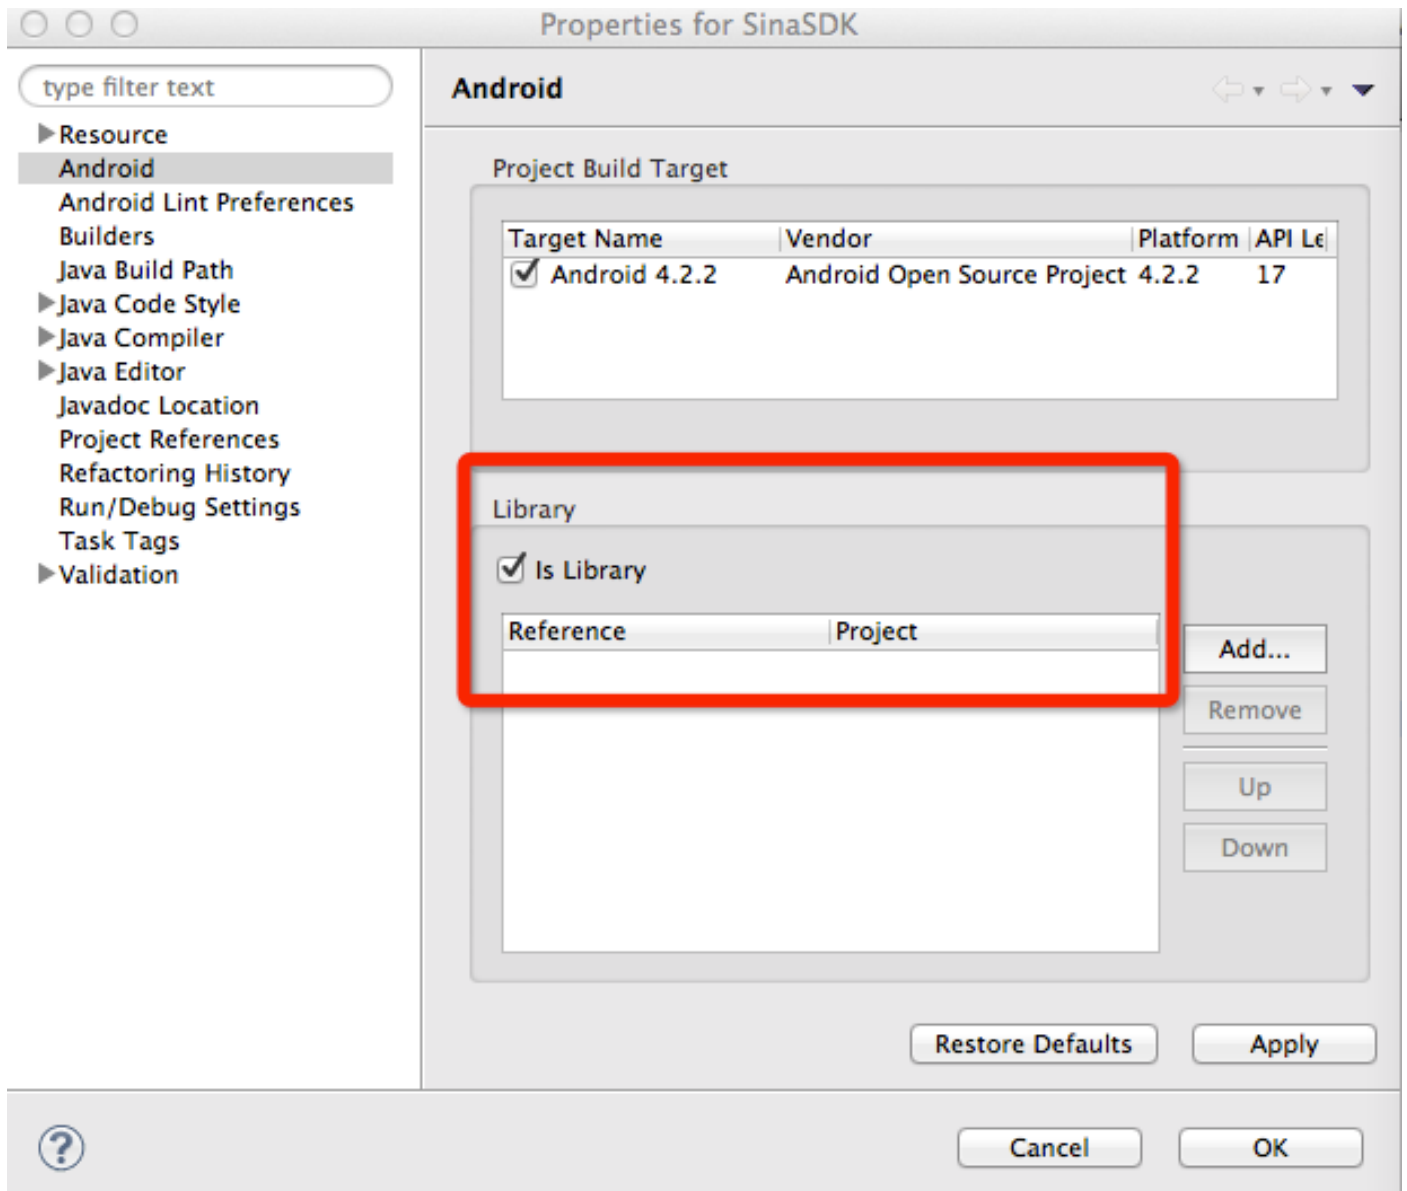 Properties for SinaSDK
type filter text
Resource
Android
Android Lint Preferences
Builders
Java Build Path
Java Code Style
Java Compiler
Java Editor
Javadoc Location
Project References
Refactoring History
Run/Debug Settings
Task Tags
Validation
Android
Project Build Target
Target Name Vendor Platform API Le
Android 4.2.2 Android Open Source Project 4.2.2 17
Library
Is Library
Reference Project
Add...
Remove
Up
Down
Restore Defaults Apply
? Cancel OK